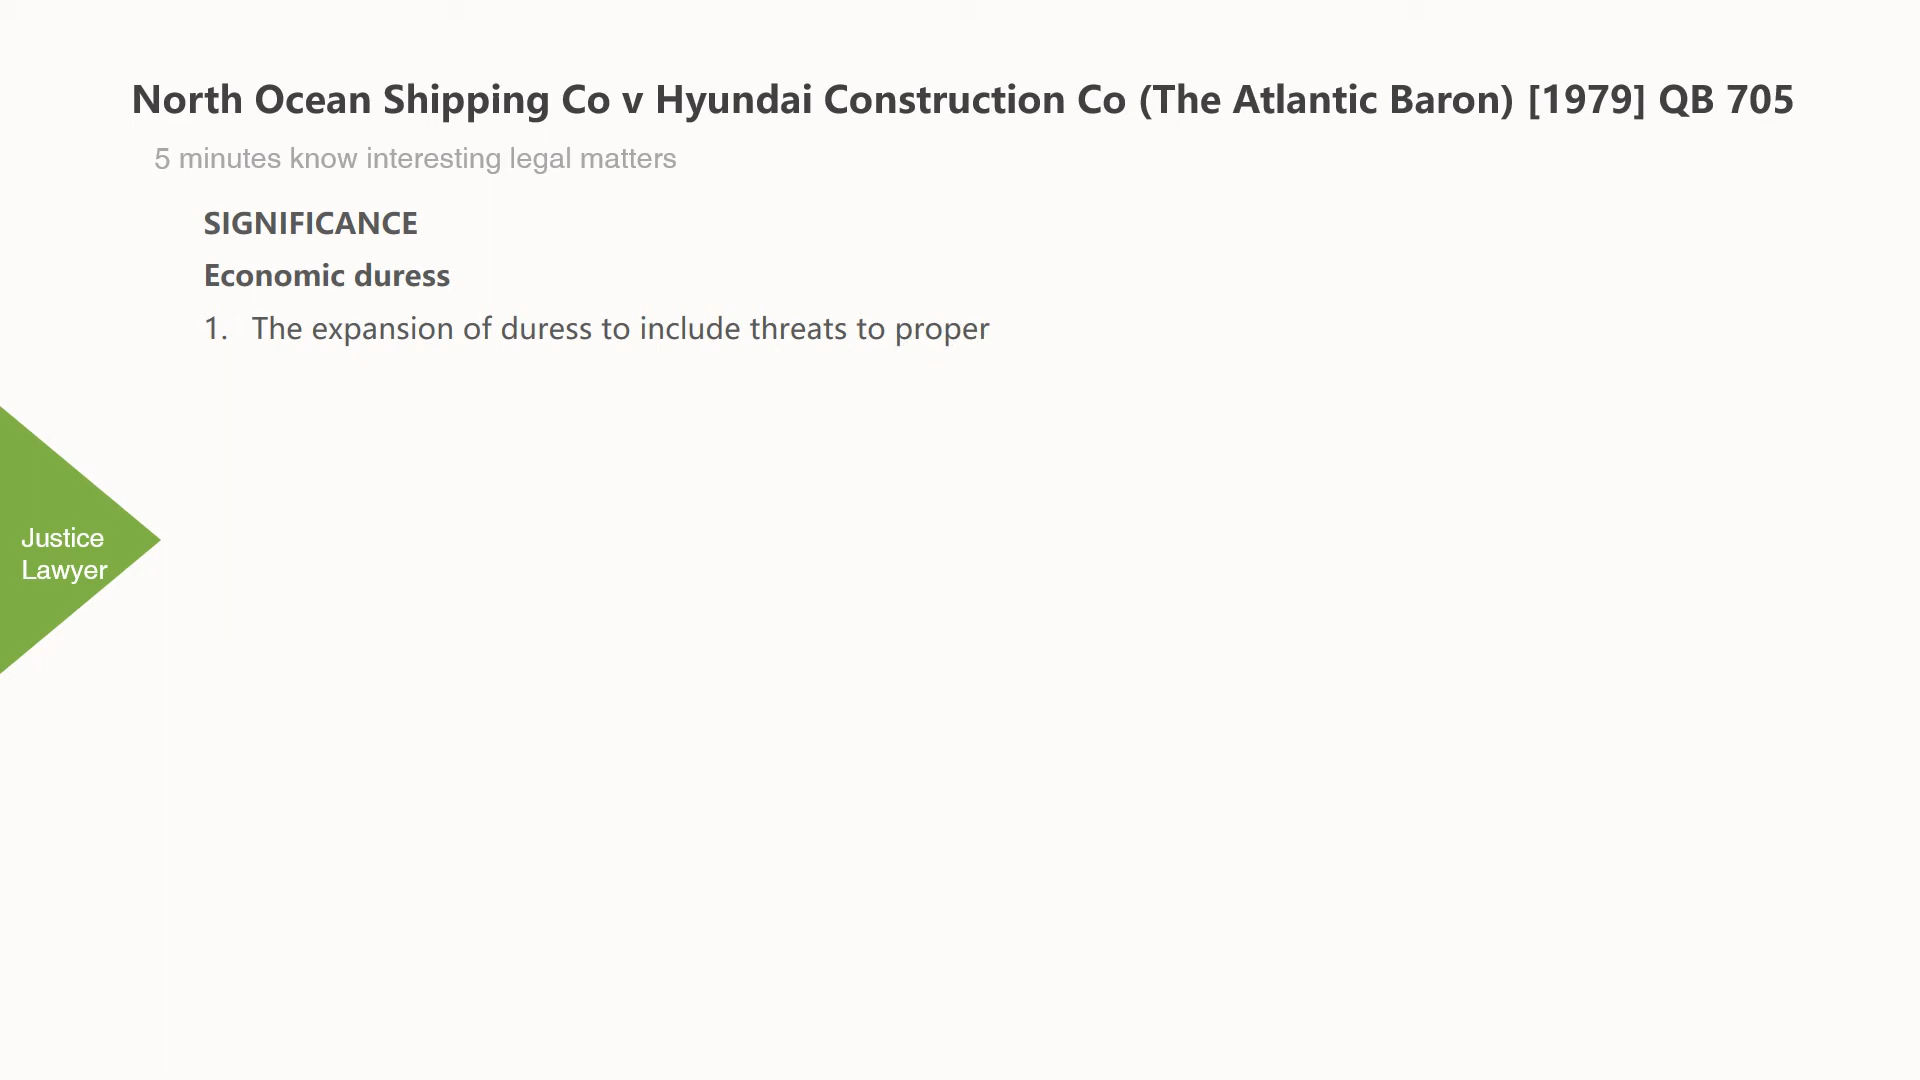 North Ocean Shipping Co v Hyundai Construction Co (The Atlantic Baron) [1979] QB 705
5 minutes know interesting legal matters
SIGNIFICANCE
Economic duress
1. The expansion of duress to include threats to proper
Justice
Lawyer